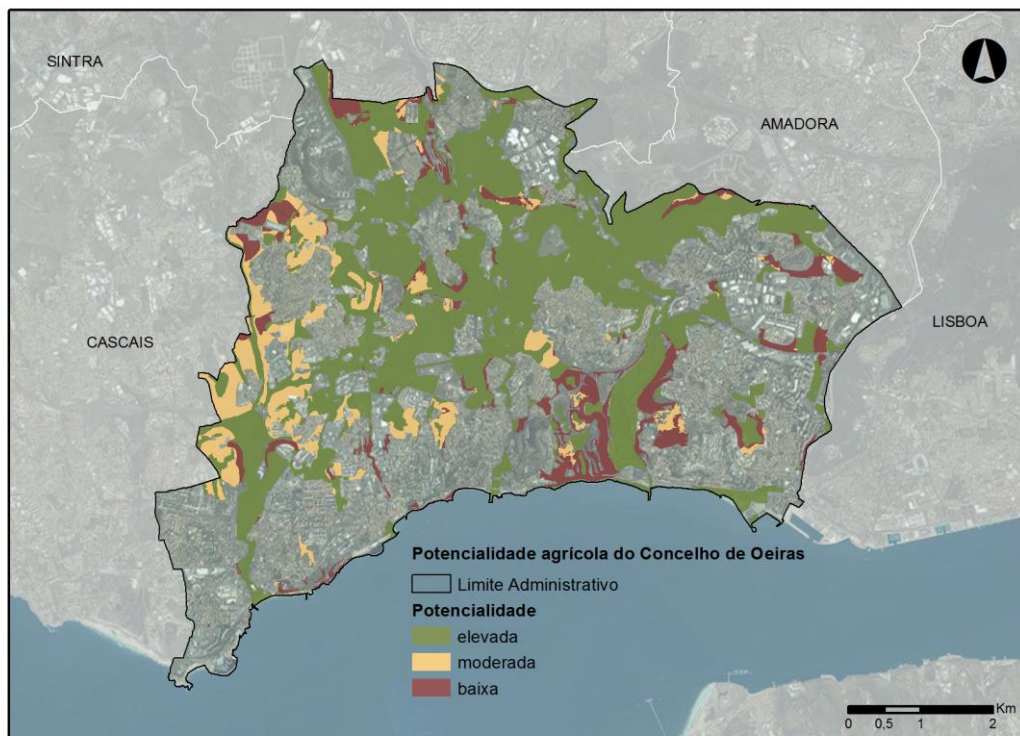 SINTRA
AMADORA
CASCAIS
LISBOA
Potencialidade agrícola do Concelho de Oeiras
Limite Administrativo
Potencialidade
elevada
moderada
baixa
Km
0 0,5 1 2